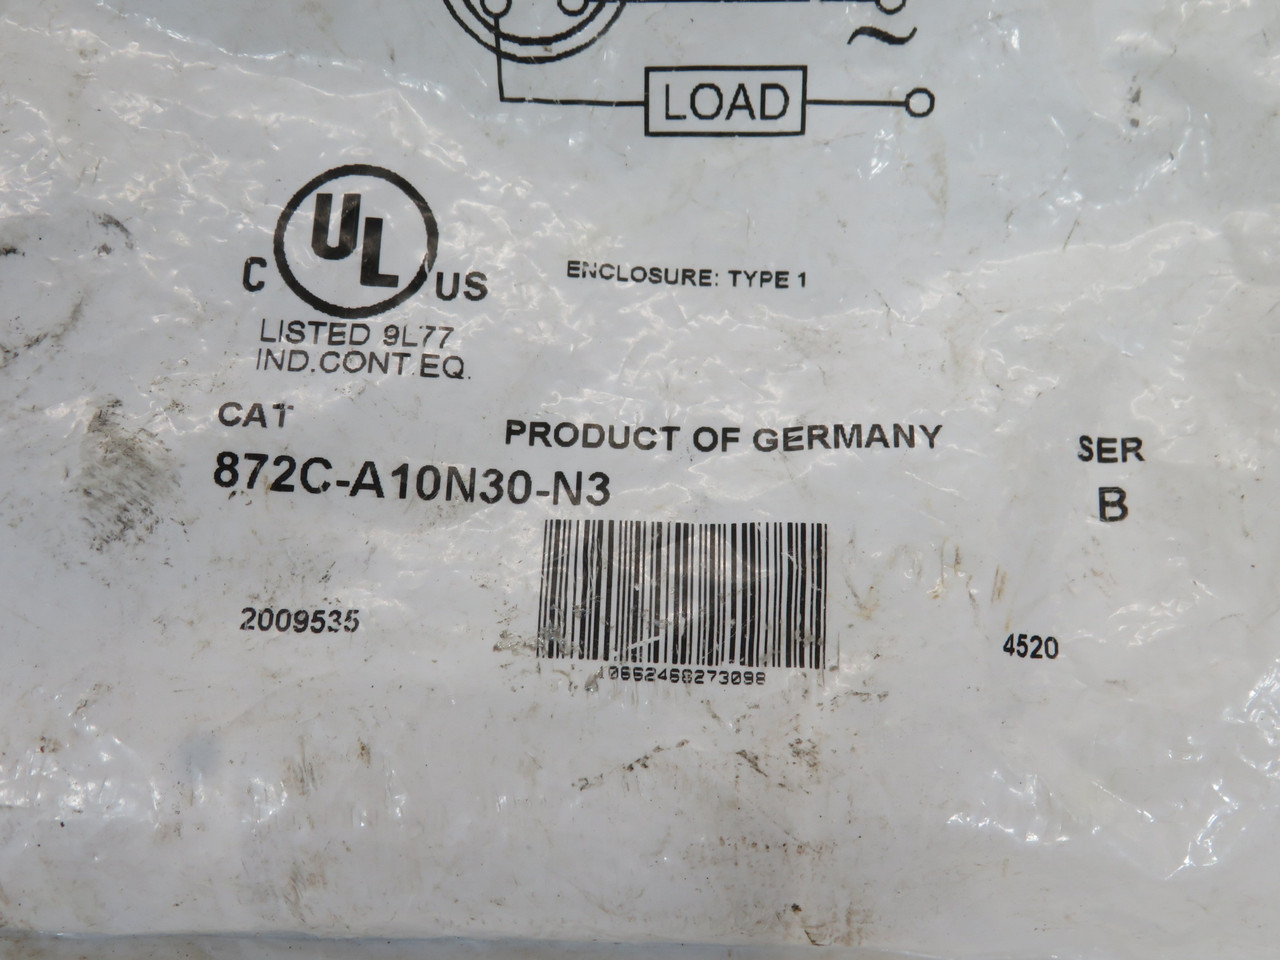 ~
LOAD
UL
C US
ENCLOSURE: TYPE 1
LISTED 9L77
IND.CONT.EQ.
CAT
PRODUCT OF GERMANY
SER
872C-A10N30-N3
B
2009535
4520
10662468273098